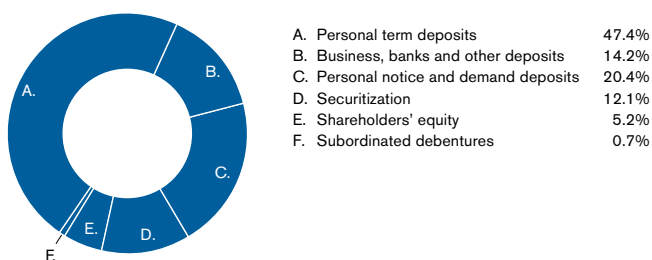 A. Personal term deposits 47.4%
B. Business, banks and other deposits 14.2%
C. Personal notice and demand deposits 20.4%
D. Securitization 12.1%
E. Shareholders' equity 5.2%
F. Subordinated debentures 0.7%
A.
B.
C.
D.
E.
F.